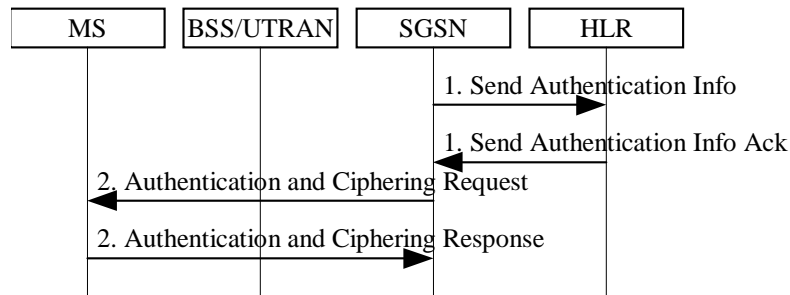 MS BSS/UTRAN SGSN HLR
1. Send Authentication Info
1. Send Authentication Info Ack
2. Authentication and Ciphering Request
2. Authentication and Ciphering Response